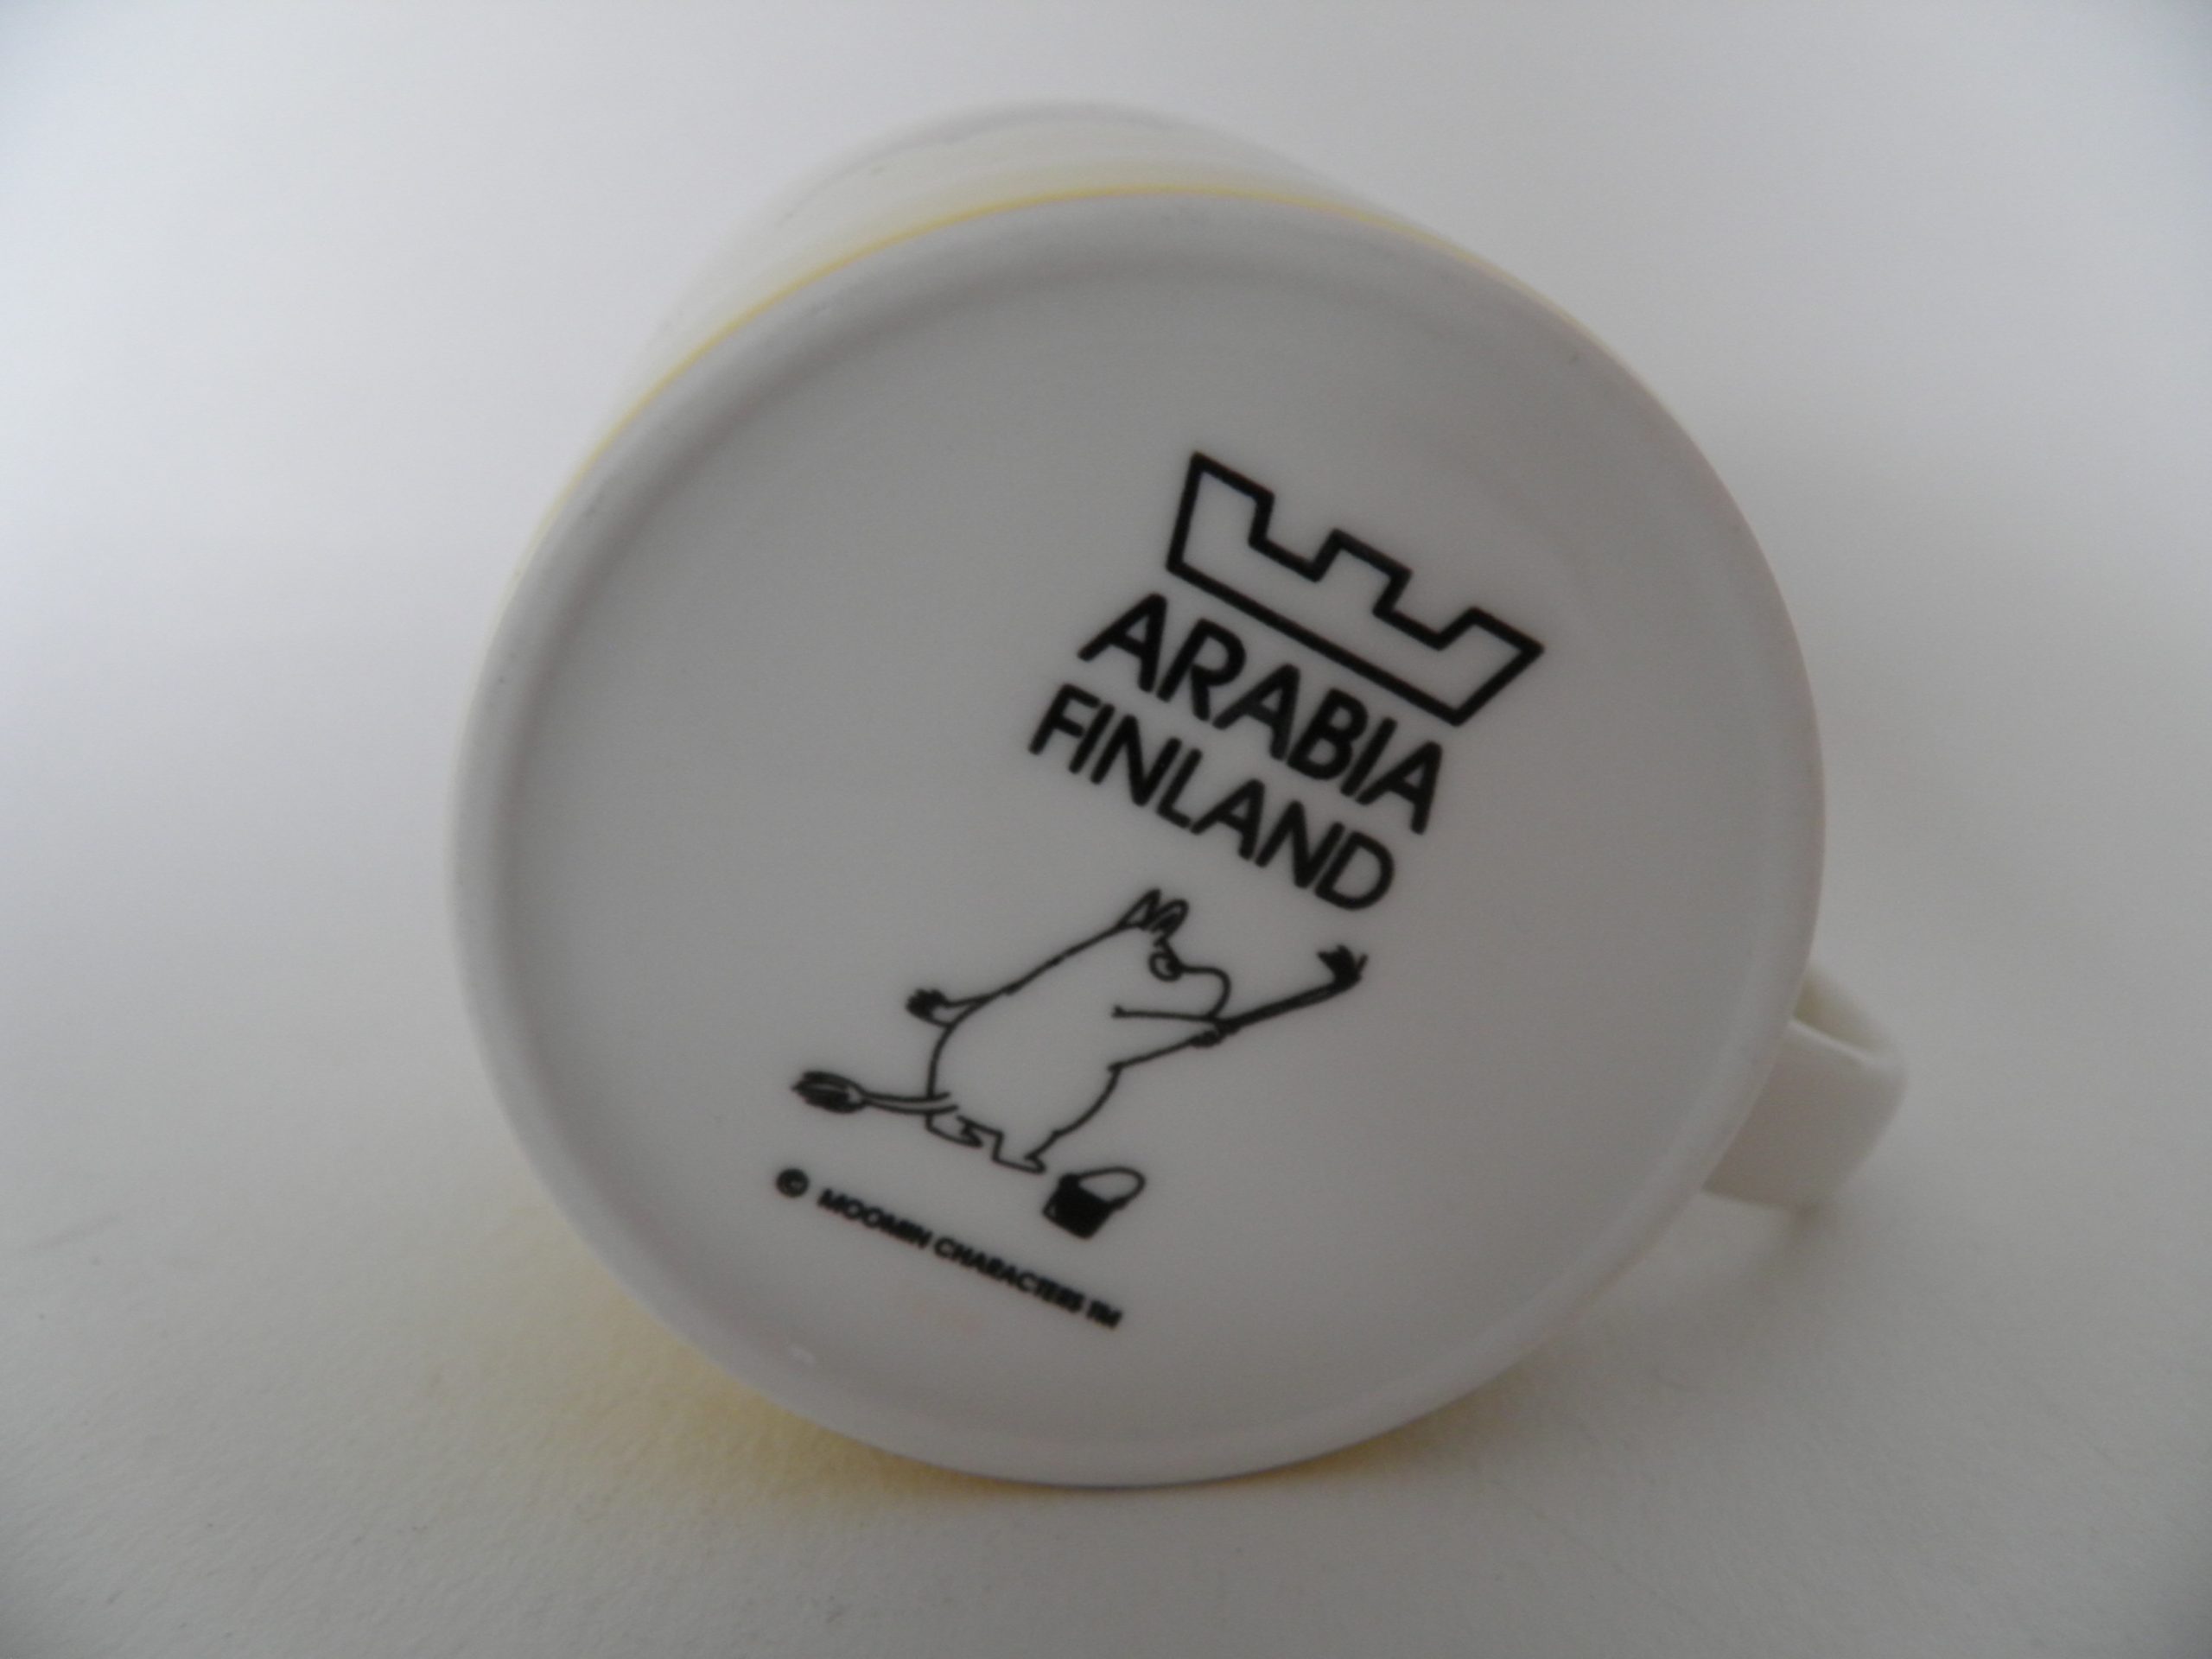 ARABIA
FINLAND
© MOOMIN CHARACTERS TM